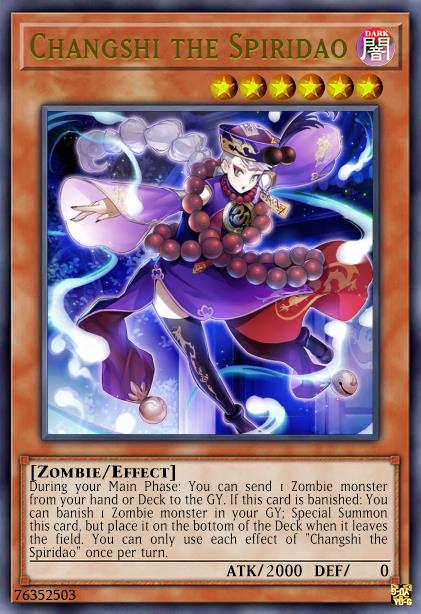 CHANGSHI THE SPIRIDAO
DARK
闇
[ZOMBIE/EFFECT]
During your Main Phase: You can send 1 Zombie monster
from your hand or Deck to the GY. If this card is banished: You
can banish 1 Zombie monster in your GY; Special Summon
this card, but place it on the bottom of the Deck when it leaves
the field. You can only use each effect of "Changshi the
Spiridao" once per turn.
ATK/2000 DEF/ 0
76352503